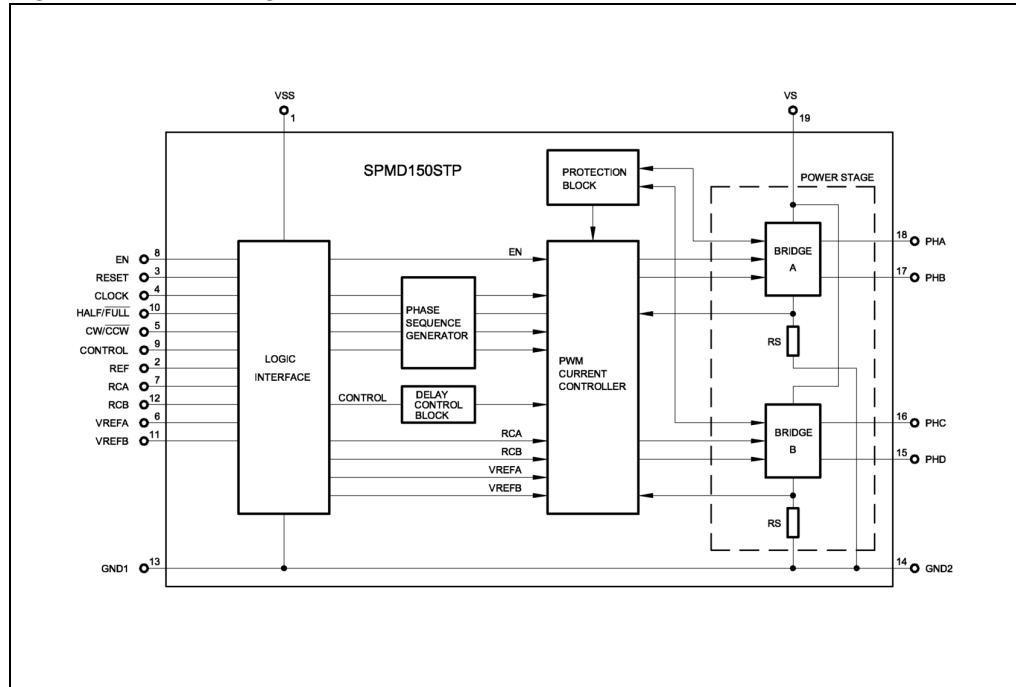 VSS
1
VS
19
SPMD150STP
PROTECTION
BLOCK
POWER STAGE
EN 8
RESET 3
CLOCK 4
HALF/FULL 10
CW/CCW 5
CONTROL 9
REF 2
RCA 7
RCB 12
VREFA 6
VREFB 11
LOGIC
INTERFACE
EN
PHASE
SEQUENCE
GENERATOR
CONTROL
DELAY
CONTROL
BLOCK
RCA
RCB
VREFA
VREFB
PWM
CURRENT
CONTROLLER
BRIDGE
A
RS
BRIDGE
B
RS
18 PHA
17 PHB
16 PHC
15 PHD
GND1 13
14 GND2